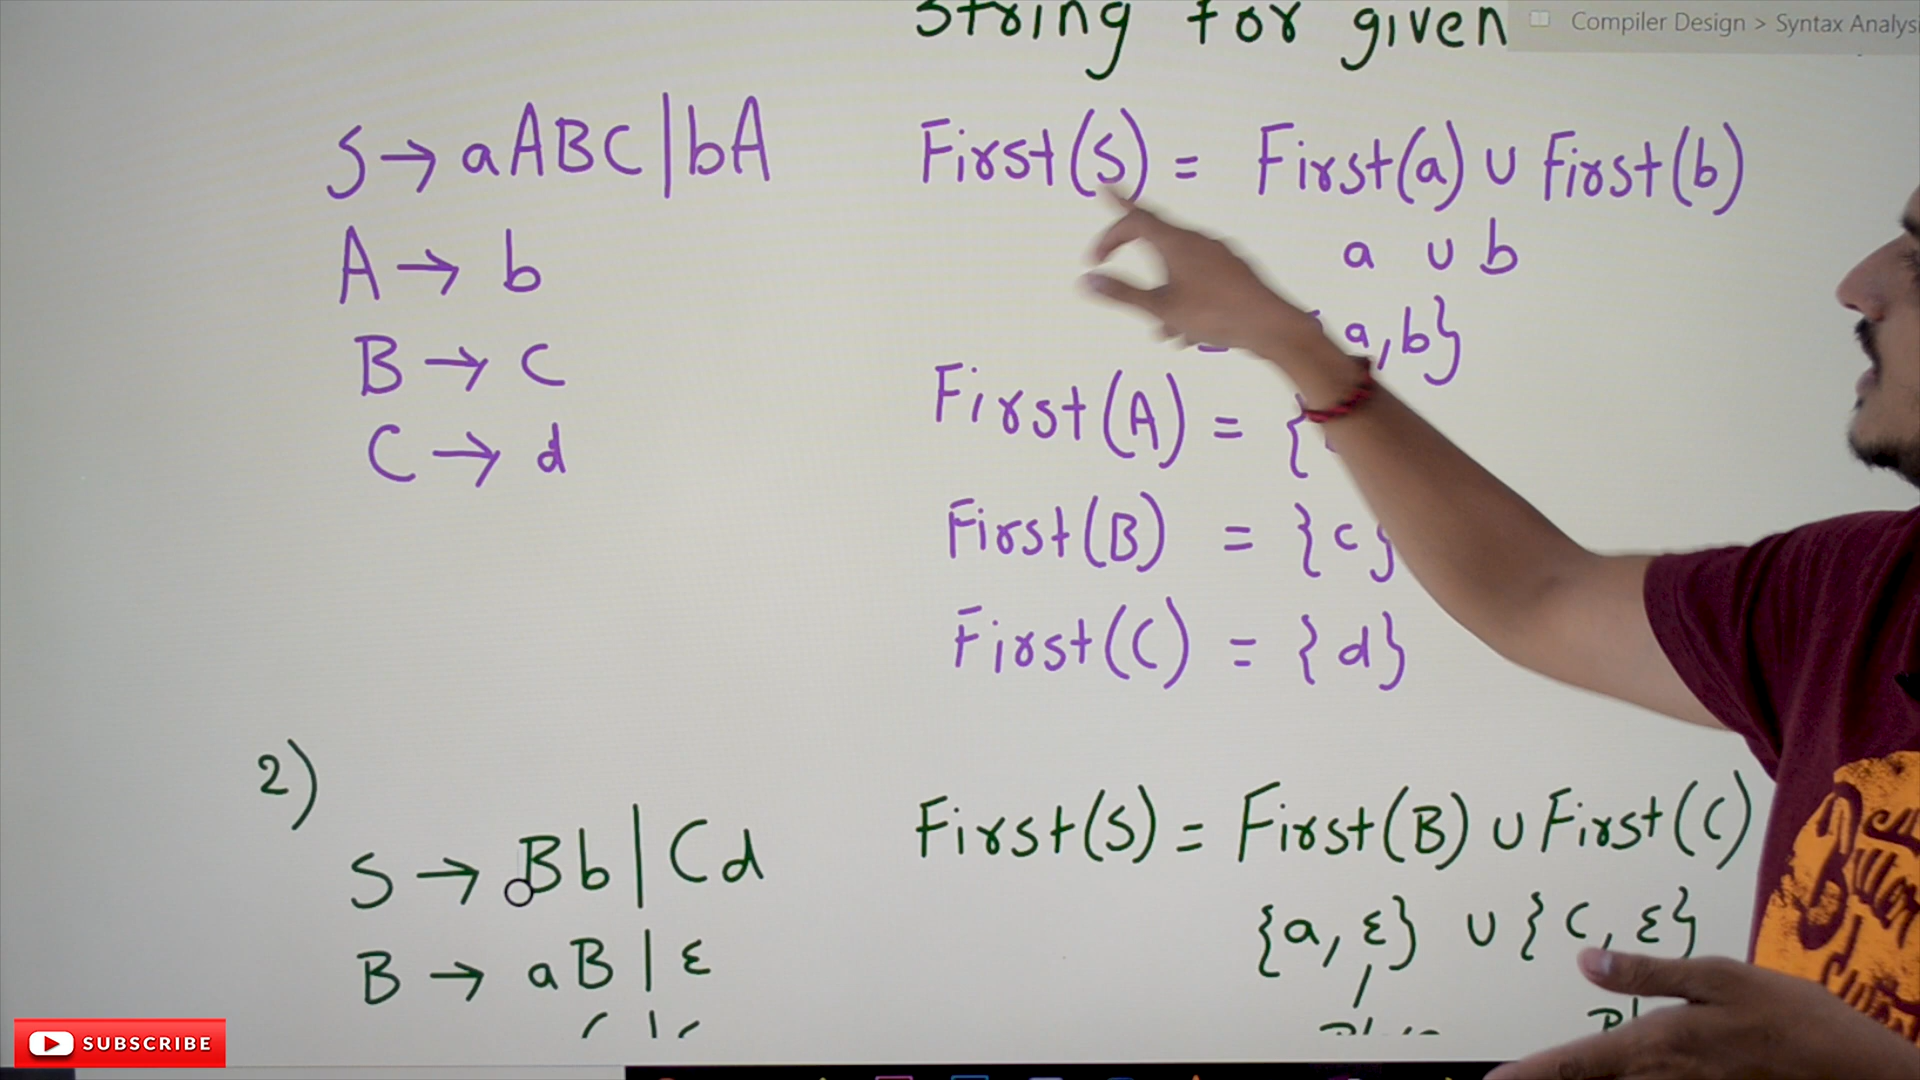 String for given
Compiler Design > Syntax Analys
S → aABC | bA
A → b
B → c
C → d
First(S) = First(a) ∪ First(b)
a ∪ b
= { a,b}
First(A) = {
First(B) = {c}
First(C) = {d}
2)
S → Bb | Cd
B → aB | ε
First(S) = First(B) ∪ First(C)
{a, ε} ∪ {c, ε}
SUBSCRIBE